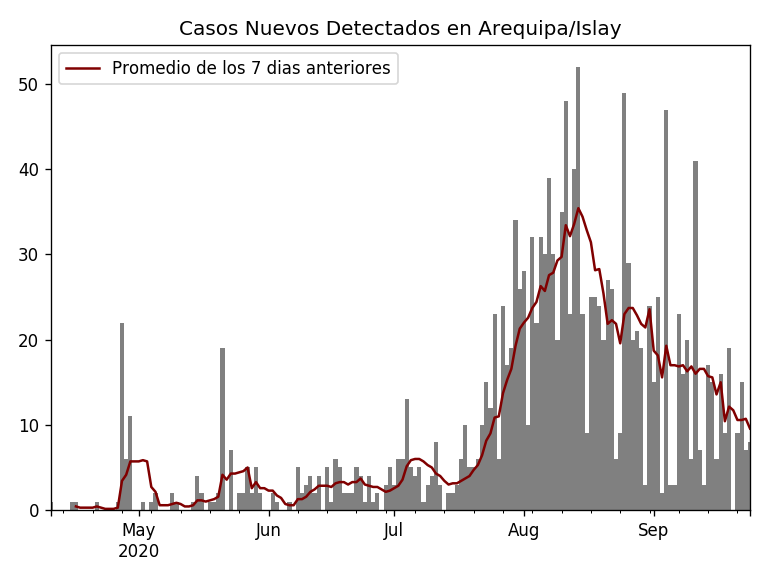 Casos Nuevos Detectados en Arequipa/Islay
Promedio de los 7 dias anteriores
50
40
30
20
10
0
May Jun Jul Aug Sep
2020